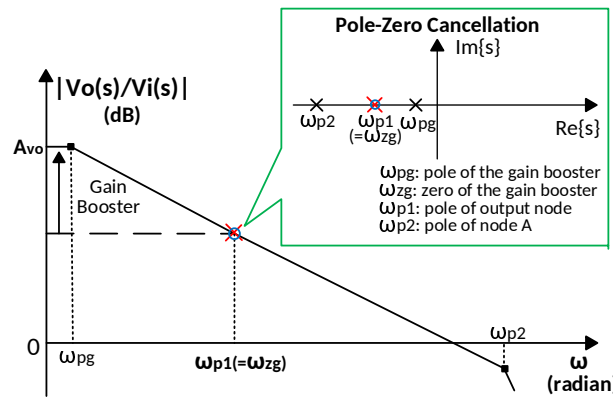 Pole-Zero Cancellation
Im{s}
|Vo(s)/Vi(s)|
(dB)
ωp2
ωp1
(=ωzg)
ωpg
Re{s}
Avo
Gain
Booster
ωpg: pole of the gain booster
ωzg: zero of the gain booster
ωp1: pole of output node
ωp2: pole of node A
0
ωpg
ωp1(=ωzg)
ωp2
ω
(radian)